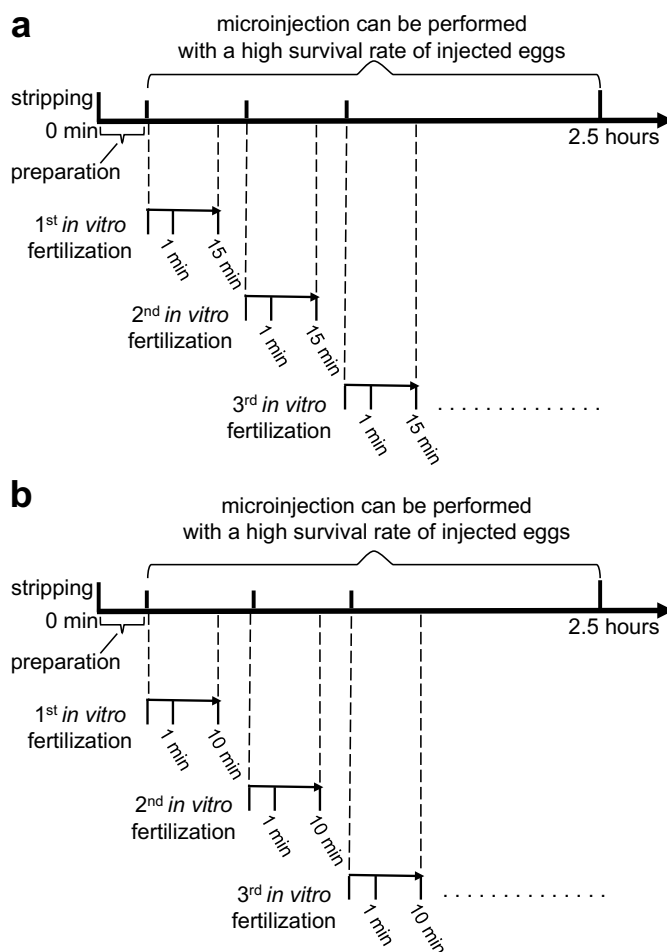 a
microinjection can be performed
with a high survival rate of injected eggs
stripping
0 min
2.5 hours
preparation
1st in vitro
fertilization
1 min
15 min
2nd in vitro
fertilization
1 min
15 min
3rd in vitro
fertilization
1 min
15 min
. . . . . . . . . . . . . .
b
microinjection can be performed
with a high survival rate of injected eggs
stripping
0 min
2.5 hours
preparation
1st in vitro
fertilization
1 min
10 min
2nd in vitro
fertilization
1 min
10 min
3rd in vitro
fertilization
1 min
10 min
. . . . . . . . . . . . . .